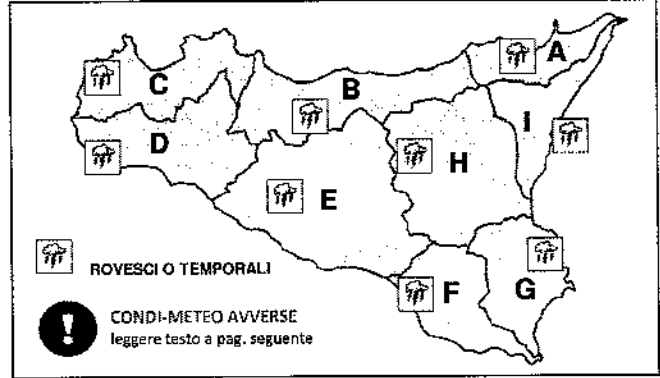 A
C
B
I
D
H
E
F
G
ROVESCI O TEMPORALI
! CONDI-METEO AVVERSE
leggere testo a pag. seguente